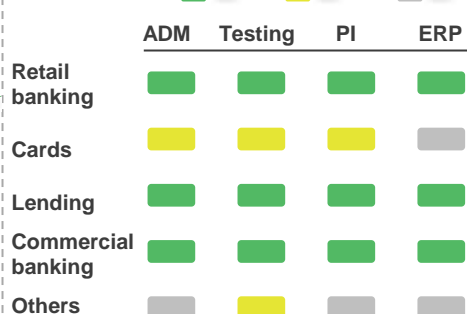 ADM Testing PI ERP
Retail
banking
Cards
Lending
Commercial
banking
Others